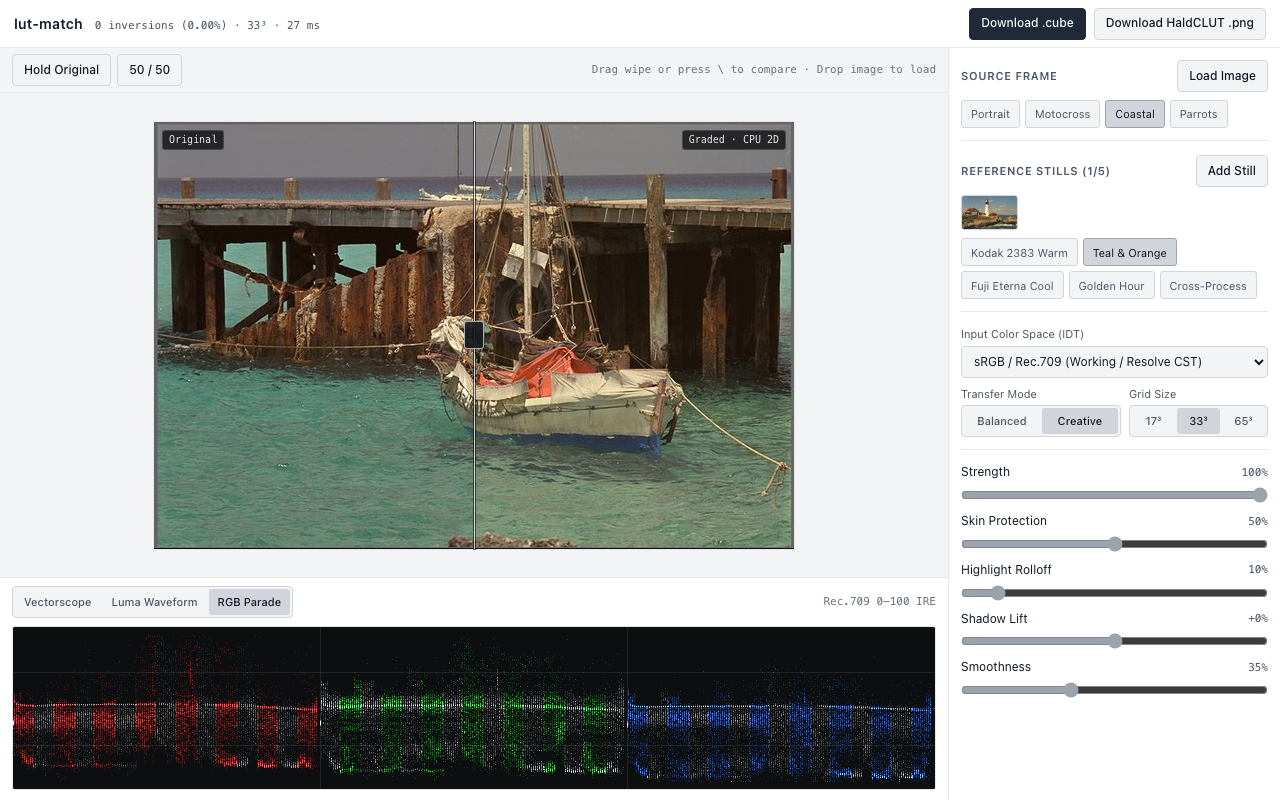 lut-match 0 inversions (0.00%) · 33³ · 27 ms
Download .cube
Download HaldCLUT .png
Hold Original
50 / 50
Drag wipe or press \ to compare · Drop image to load
Original
Graded · CPU 2D
Vectorscope
Luma Waveform
RGB Parade
Rec.709 0–100 IRE
SOURCE FRAME
Load Image
Portrait
Motocross
Coastal
Parrots
REFERENCE STILLS (1/5)
Add Still
Kodak 2383 Warm
Teal & Orange
Fuji Eterna Cool
Golden Hour
Cross-Process
Input Color Space (IDT)
sRGB / Rec.709 (Working / Resolve CST)
Transfer Mode
Grid Size
Balanced
Creative
17³
33³
65³
Strength 100%
Skin Protection 50%
Highlight Rolloff 10%
Shadow Lift +0%
Smoothness 35%